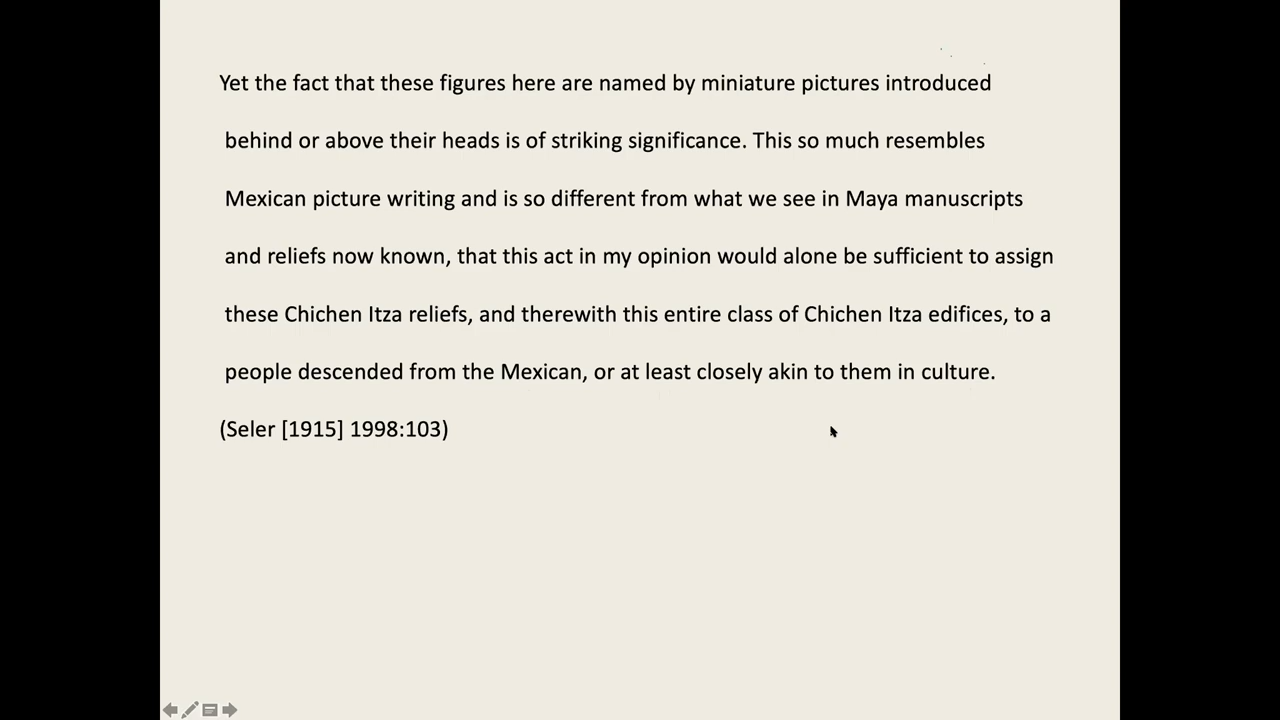 Yet the fact that these figures here are named by miniature pictures introduced
behind or above their heads is of striking significance. This so much resembles
Mexican picture writing and is so different from what we see in Maya manuscripts
and reliefs now known, that this act in my opinion would alone be sufficient to assign
these Chichen Itza reliefs, and therewith this entire class of Chichen Itza edifices, to a
people descended from the Mexican, or at least closely akin to them in culture.
(Seler [1915] 1998:103)